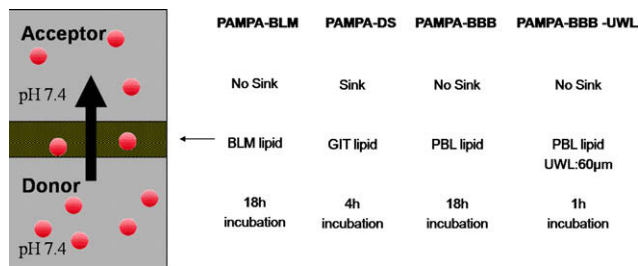 Acceptor
pH 7.4
Donor
pH 7.4
PAMPA-BLM PAMPA-DS PAMPA-BBB PAMPA-BBB -UWL
No Sink Sink No Sink No Sink
BLM lipid GIT lipid PBL lipid PBL lipid
UWL:60µm
18h 4h 18h 1h
incubation incubation incubation incubation